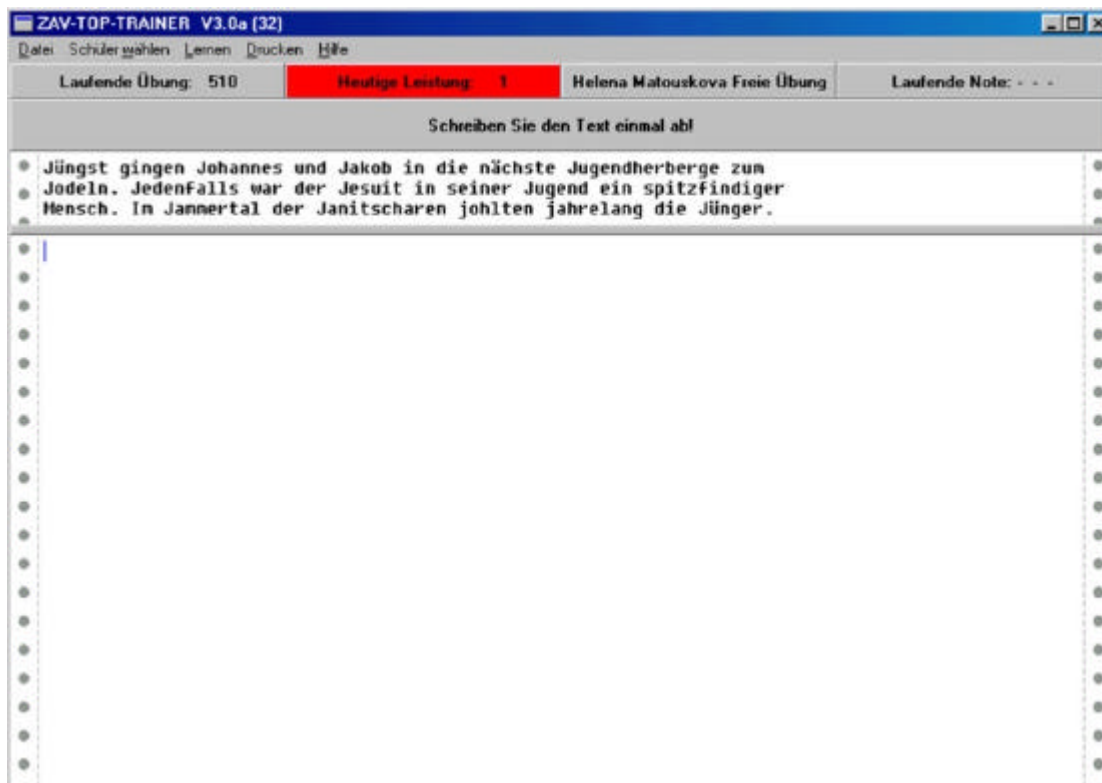 ZAV-TOP-TRAINER V3.0a (32)
Datei Schüler wählen Lernen Drucken Hilfe
Laufende Übung: 510 Heutige Leistung: 1 Helena Matouskova Freie Übung Laufende Note: - - -
Schreiben Sie den Text einmal ab!
Jüngst gingen Johannes und Jakob in die nächste Jugendherberge zum
Jodeln. Jedenfalls war der Jesuit in seiner Jugend ein spitzfindiger
Mensch. Im Jammertal der Janitscharen johlten jahrelang die Jünger.